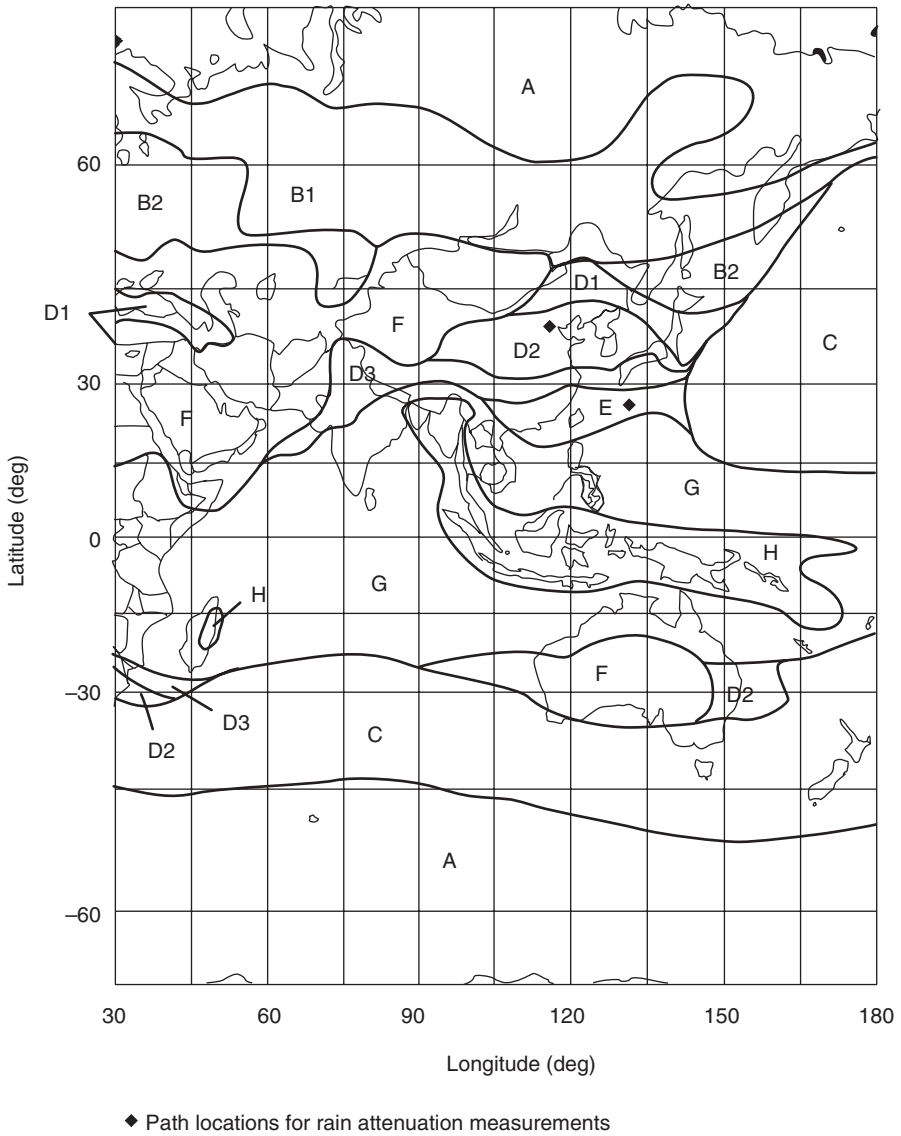 A
60
B2
B1
D1
B2
D1
F
C
D2
30
D3
E
F
G
0
H
G
H
F
−30
D2
D3
D2
C
A
−60
Latitude (deg)
30 60 90 120 150 180
Longitude (deg)
◆ Path locations for rain attenuation measurements